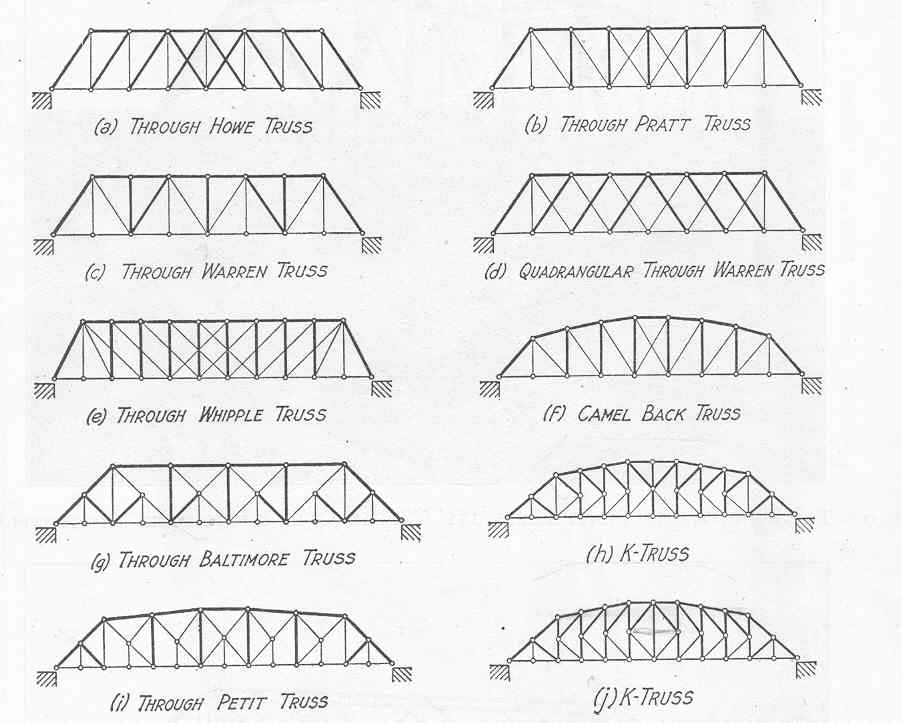 (a) THROUGH HOWE TRUSS
(b) THROUGH PRATT TRUSS
(c) THROUGH WARREN TRUSS
(d) QUADRANGULAR THROUGH WARREN TRUSS
(e) THROUGH WHIPPLE TRUSS
(f) CAMEL BACK TRUSS
(g) THROUGH BALTIMORE TRUSS
(h) K-TRUSS
(i) THROUGH PETIT TRUSS
(j) K-TRUSS